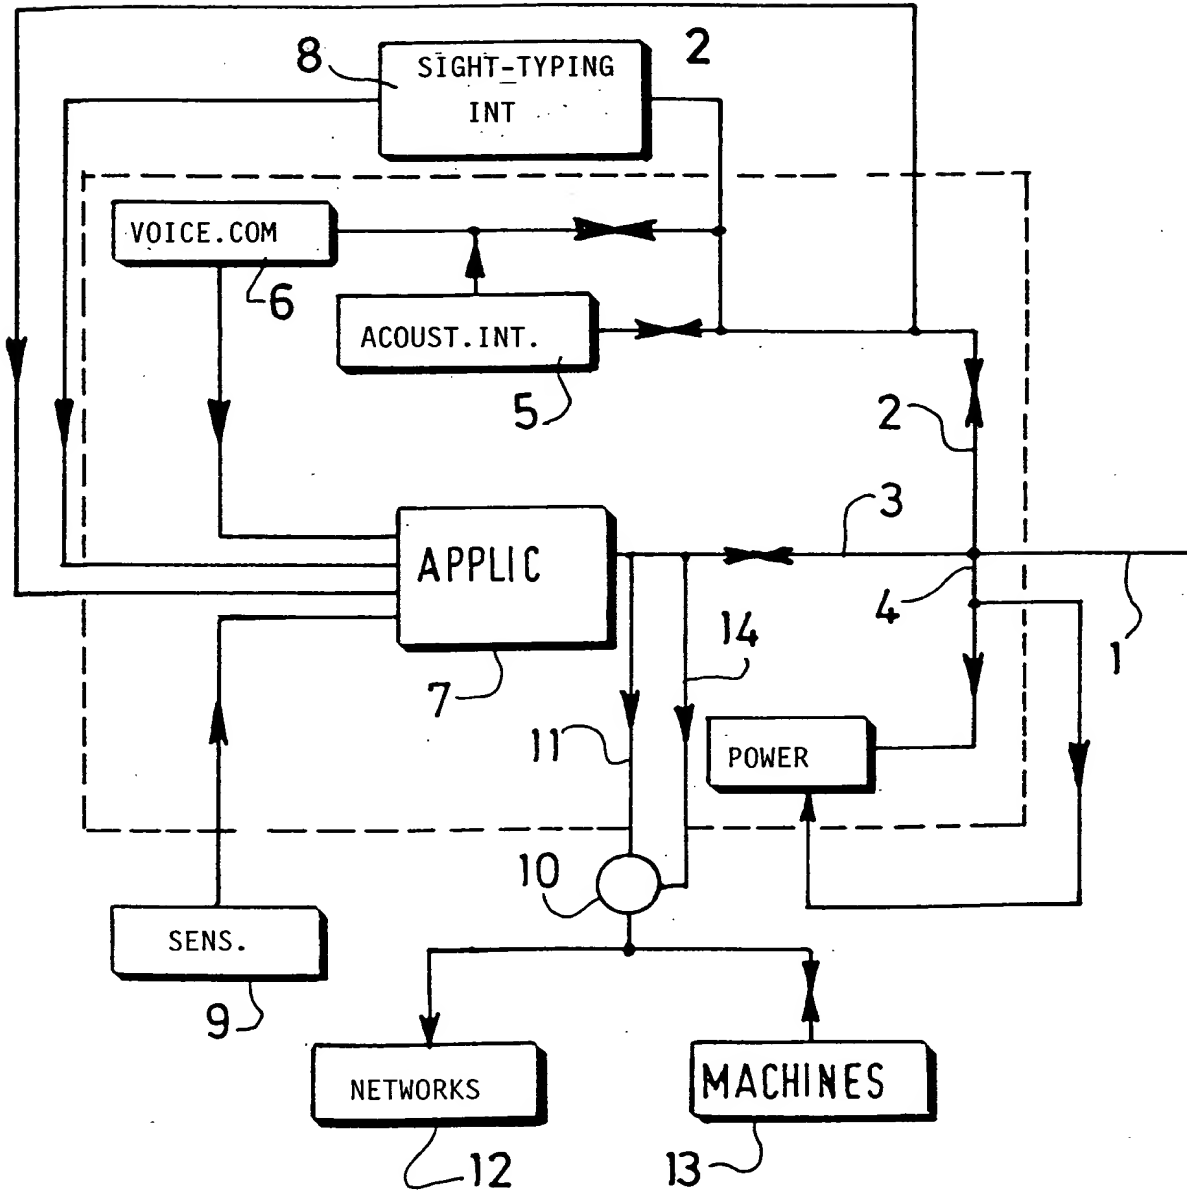 8
2
SIGHT-TYPING
INT
VOICE.COM
6
ACOUST.INT.
5
2
3
APPLIC
4
14
1
7
11
POWER
10
SENS.
9
NETWORKS
MACHINES
12
13